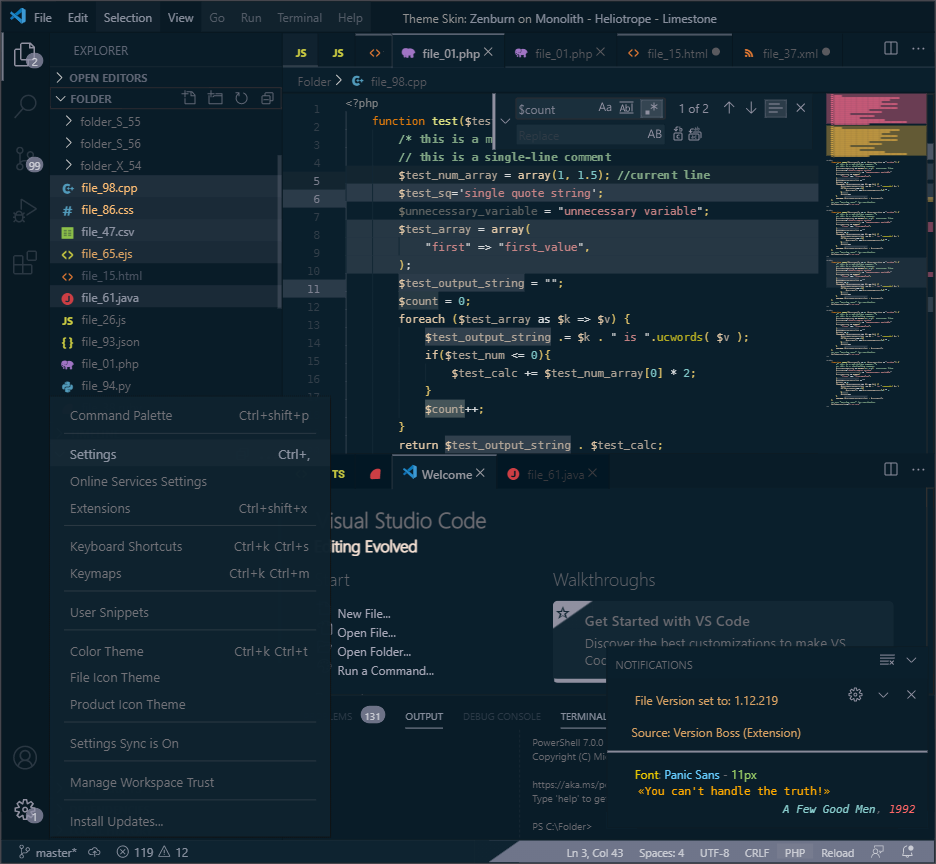 File Edit Selection View Go Run Terminal Help Theme Skin: Zenburn on Monolith - Heliotrope - Limestone
2
99
1
EXPLORER
OPEN EDITORS
FOLDER
folder_S_55
folder_S_56
folder_X_54
file_98.cpp
file_86.css
file_47.csv
file_65.ejs
file_15.html
file_61.java
JS file_26.js
file_93.json
file_01.php
file_94.py
Command Palette Ctrl+shift+p
Settings Ctrl+,
Online Services Settings
Extensions Ctrl+shift+x
Keyboard Shortcuts Ctrl+k Ctrl+s
Keymaps Ctrl+k Ctrl+m
User Snippets
Color Theme Ctrl+k Ctrl+t
File Icon Theme
Product Icon Theme
Settings Sync is On
Manage Workspace Trust
Install Updates...
JS JS file_01.php file_01.php file_15.html file_37.xml
Folder file_98.cpp
$count Aa Abl .* 1 of 2
Replace AB
1 <?php
2 function test($tes
3 /* this is a m
4 // this is a single-line comment
5 $test_num_array = array(1, 1.5); //current line
6 $test_sq='single quote string';
7 $unnecessary_variable = "unnecessary variable";
8 $test_array = array(
9 "first" => "first_value",
10 );
11 $test_output_string = "";
12 $count = 0;
13 foreach ($test_array as $k => $v) {
14 $test_output_string .= $k . " is ".ucwords( $v );
15 if($test_num <= 0){
16 $test_calc += $test_num_array[0] * 2;
17 }
$count++;
}
return $test_output_string . $test_calc;
TS Welcome file_61.java
isual Studio Code
iting Evolved
art
New File...
Open File...
Open Folder...
Run a Command...
Walkthroughs
Get Started with VS Code
Discover the best customizations to make VS
Coo
LEMS 131 OUTPUT DEBUG CONSOLE TERMINAL
PowerShell 7.0.0
Copyright (C) Mi
https://aka.ms/p
Type 'help' to ge
PS C:\Folder>
NOTIFICATIONS
File Version set to: 1.12.219
Source: Version Boss (Extension)
Font: Panic Sans - 11px
«You can't handle the truth!»
A Few Good Men, 1992
master* 119 12 Ln 3, Col 43 Spaces: 4 UTF-8 CRLF PHP Reload